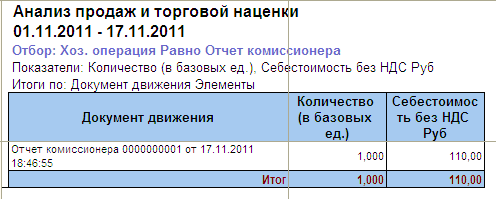 Анализ продаж и торговой наценки
01.11.2011 - 17.11.2011
Отбор: Хоз. операция Равно Отчет комиссионера
Показатели: Количество (в базовых ед.), Себестоимость без НДС Руб
Итоги по: Документ движения Элементы
Документ движения
Количество
(в базовых
ед.)
Себестоимос
ть без НДС
Руб
Отчет комиссионера 0000000001 от 17.11.2011
18:46:55
1,000
110,00
Итог
1,000
110,00